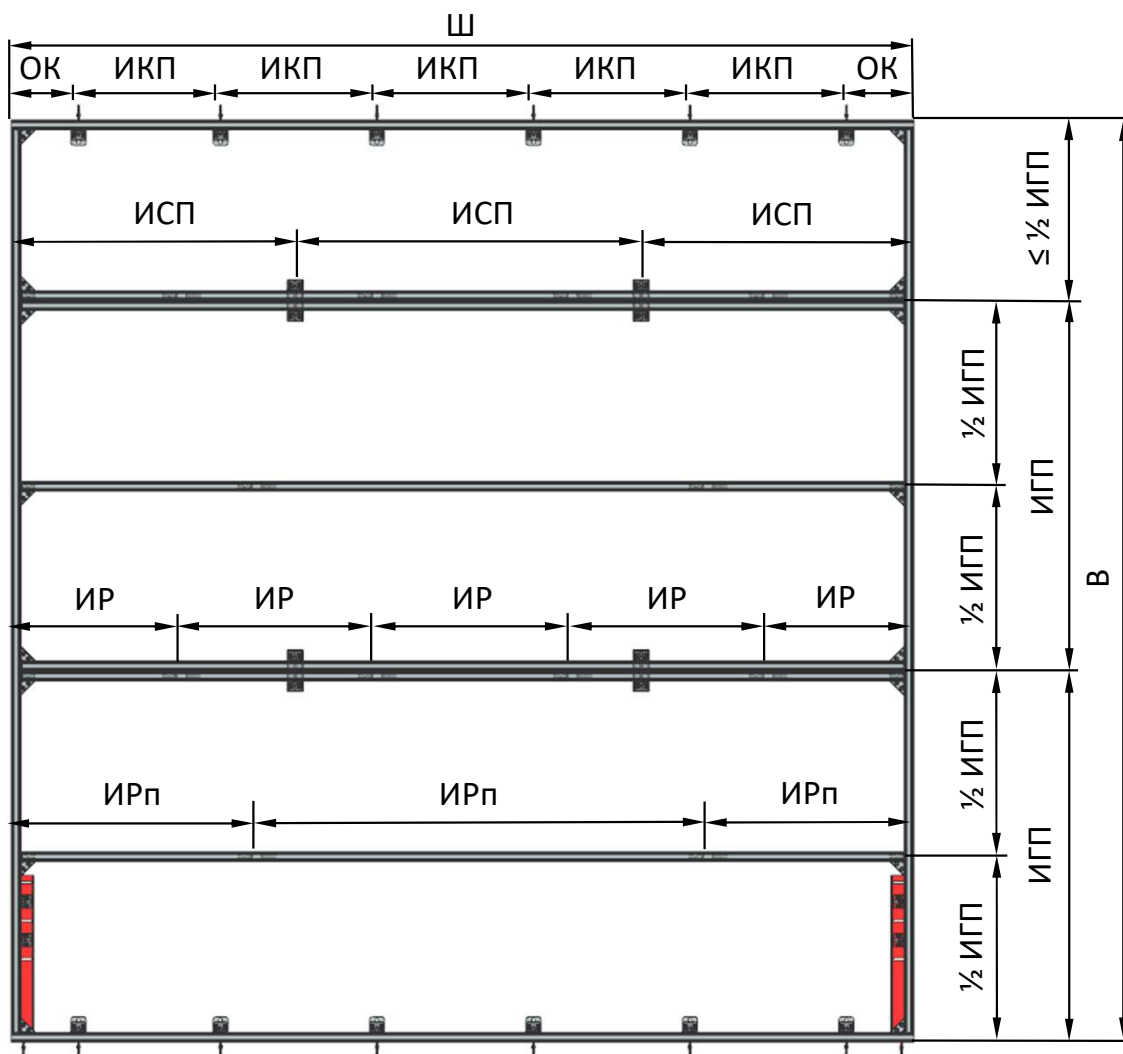 Ш
ОК ИКП ИКП ИКП ИКП ИКП ОК
≤ ½ ИГП
ИСП ИСП ИСП
½ ИГП
ИГП
В
½ ИГП
ИР ИР ИР ИР ИР
½ ИГП
ИРп ИРп ИРп
ИГП
½ ИГП